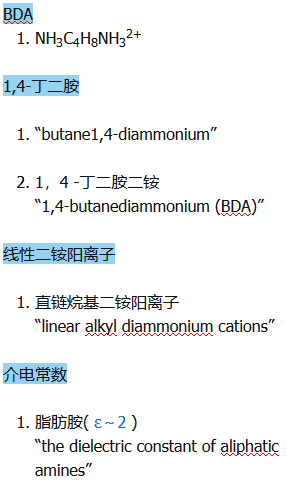 BDA
1. NH3C4H8NH3²⁺
1,4-丁二胺
1. “butane1,4-diammonium”
2. 1，4 -丁二胺二铵
“1,4-butanediammonium (BDA)”
线性二铵阳离子
1. 直链烷基二铵阳离子
“linear alkyl diammonium cations”
介电常数
1. 脂肪胺( ε～2 )
“the dielectric constant of aliphatic
amines”